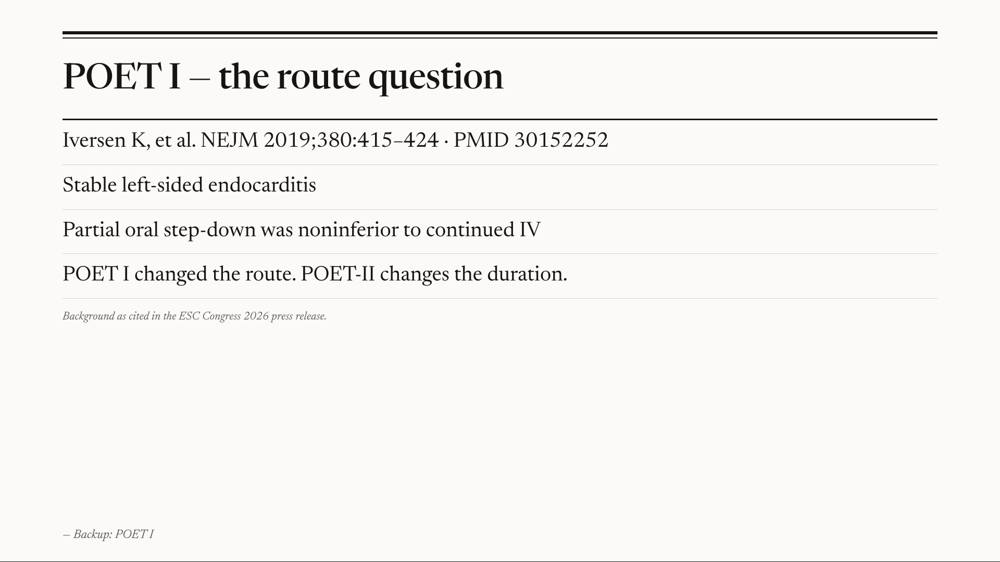 POET I – the route question
Iversen K, et al. NEJM 2019;380:415–424 · PMID 30152252
Stable left-sided endocarditis
Partial oral step-down was noninferior to continued IV
POET I changed the route. POET-II changes the duration.
Background as cited in the ESC Congress 2026 press release.
– Backup: POET I